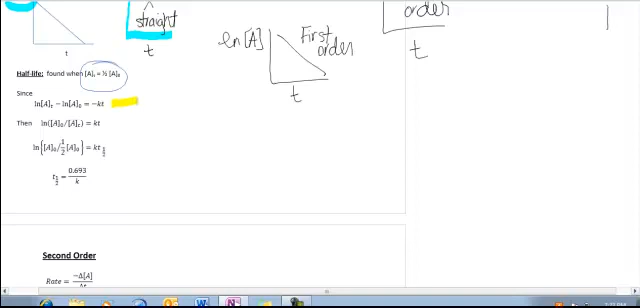 straight
t
t
ln[A]
First order
t
order
t
Half-life: found when [A]ₜ = ½ [A]₀
Since
ln[A]ₜ − ln[A]₀ = −kt
Then ln([A]₀/[A]ₜ) = kt
ln{[A]₀/½[A]₀} = kt½
t½ = 0.693/k
Second Order
Rate = −Δ[A]/Δt